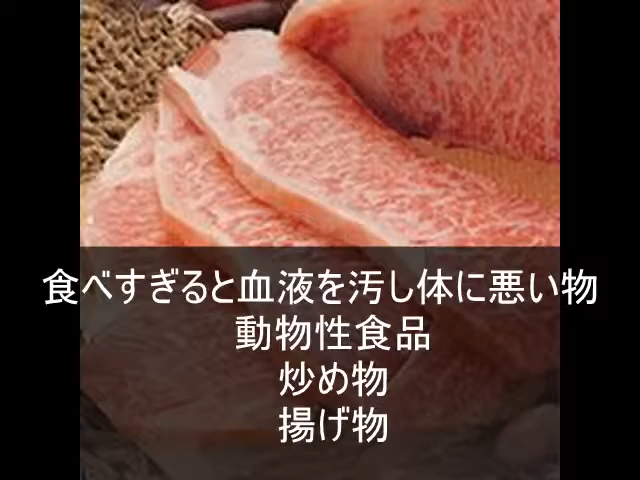 食べすぎると血液を汚し体に悪い物
動物性食品
炒め物
揚げ物